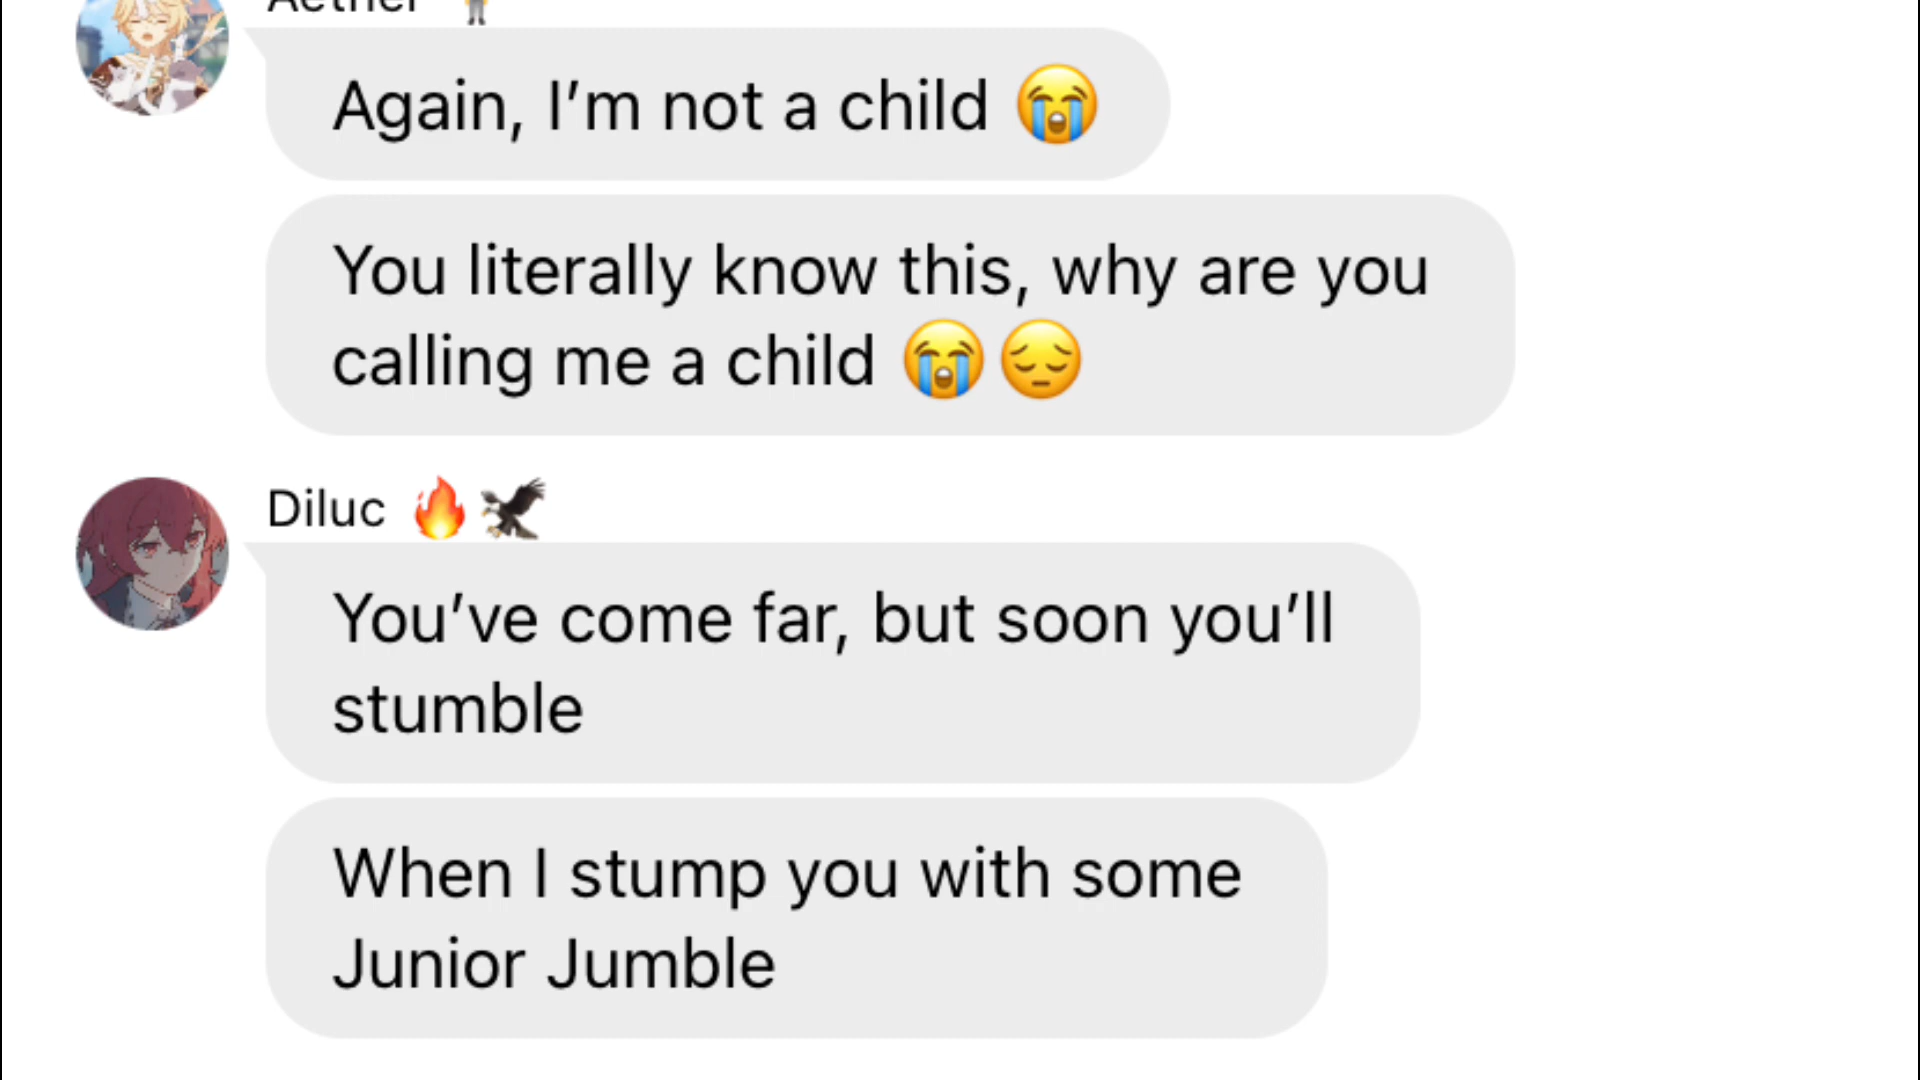 Aether 🧍
Again, I’m not a child 😭
You literally know this, why are you
calling me a child 😭😔
Diluc 🔥🦅
You’ve come far, but soon you’ll
stumble
When I stump you with some
Junior Jumble